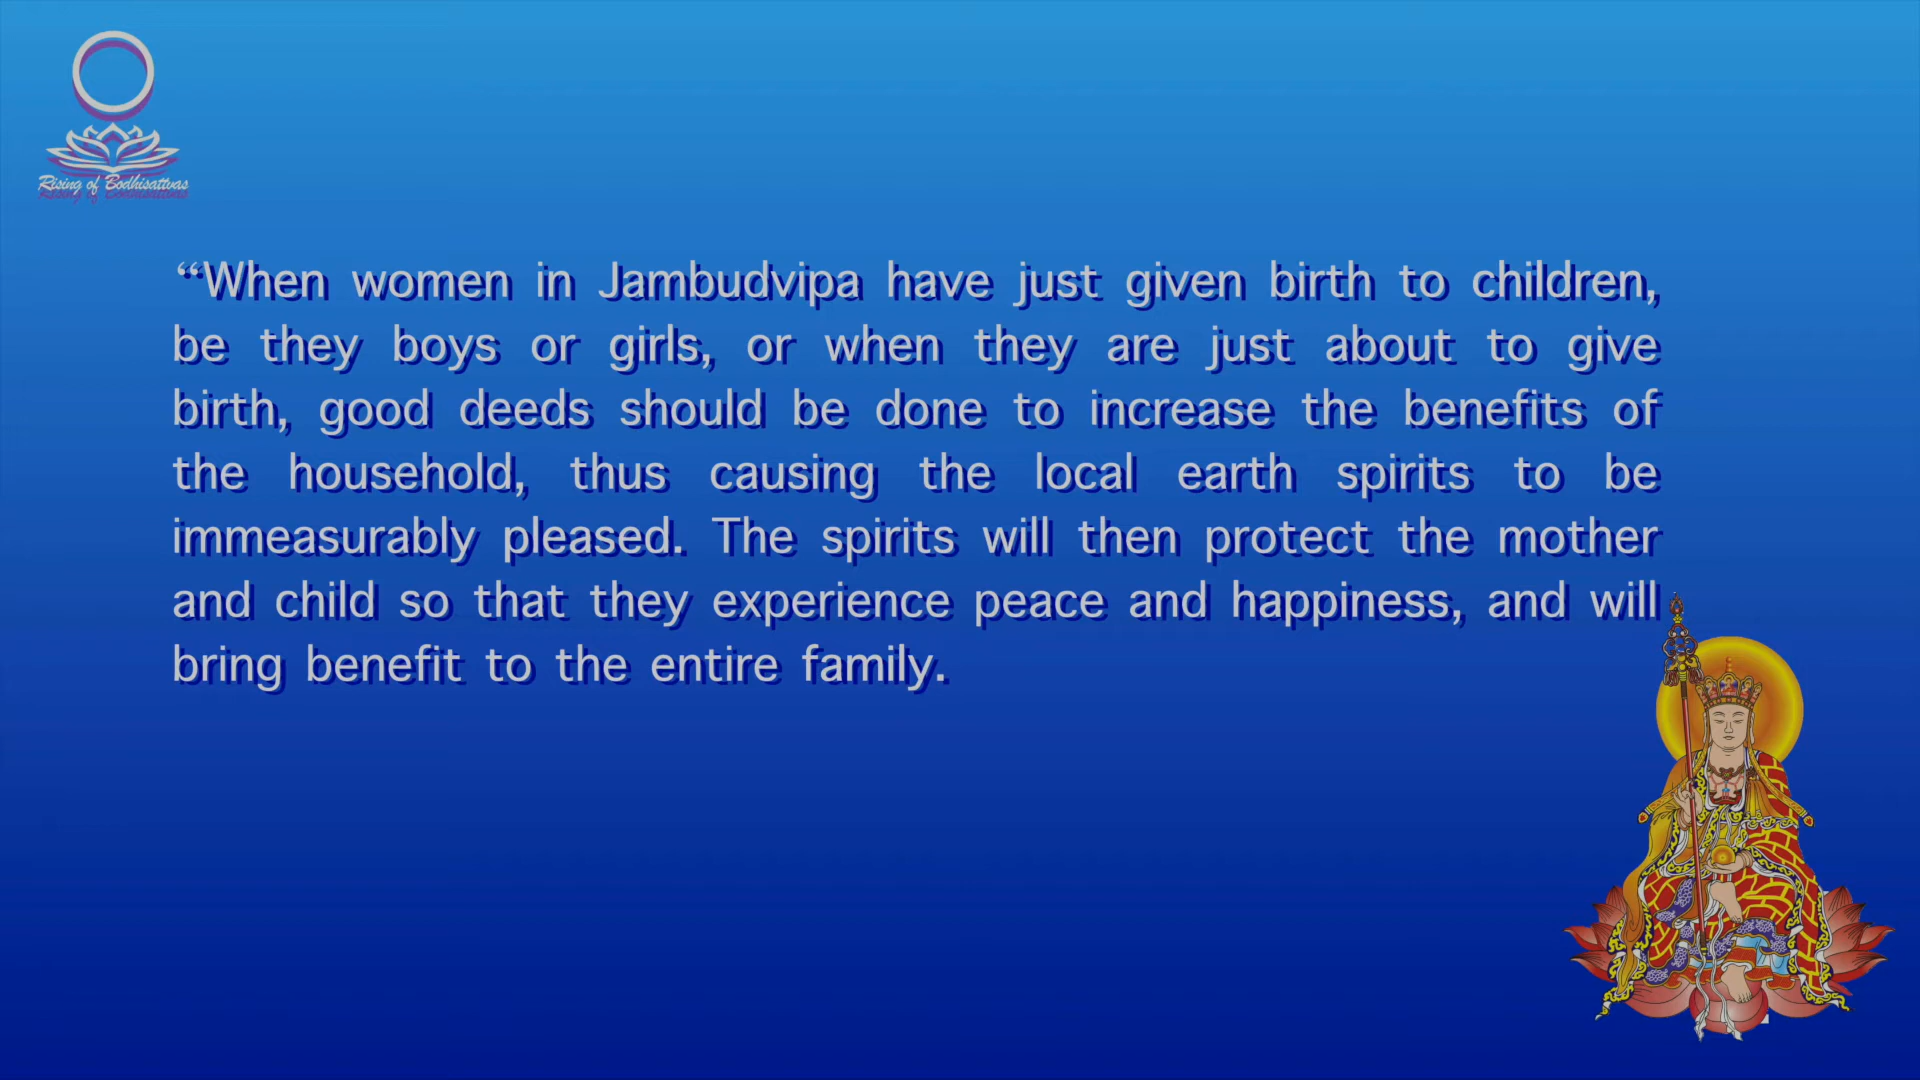 Rising of Bodhisattvas
“When women in Jambudvipa have just given birth to children,
be they boys or girls, or when they are just about to give
birth, good deeds should be done to increase the benefits of
the household, thus causing the local earth spirits to be
immeasurably pleased. The spirits will then protect the mother
and child so that they experience peace and happiness, and will
bring benefit to the entire family.